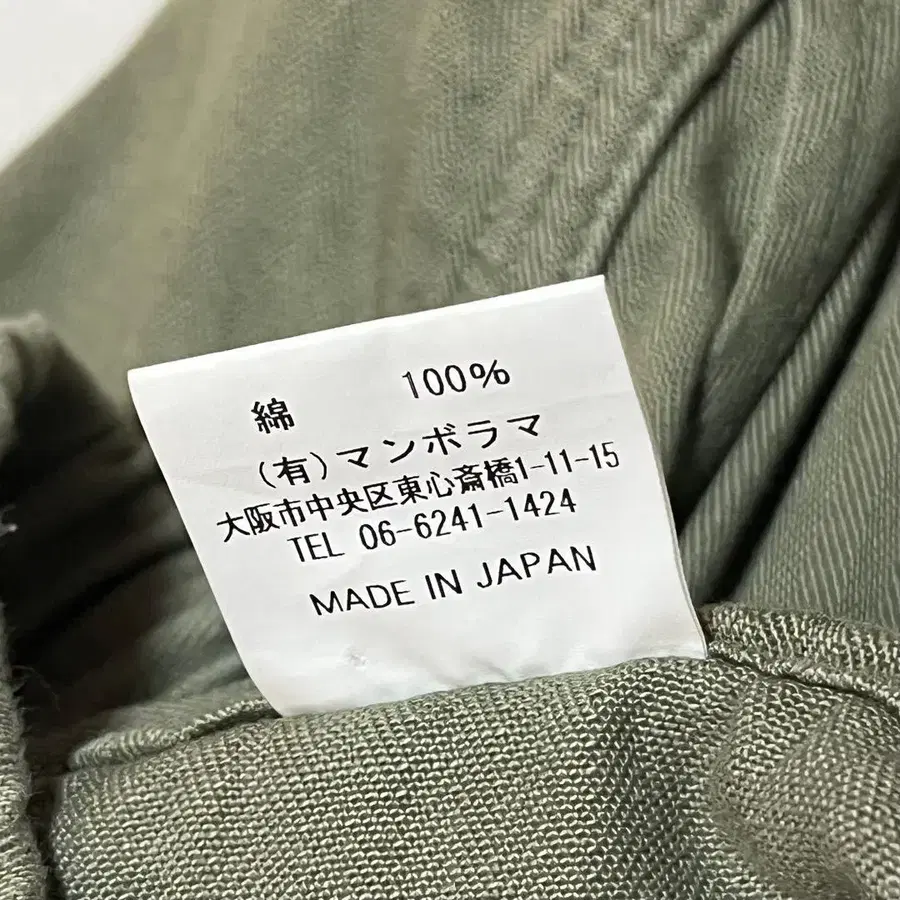 綿 100%
(有)マンボラマ
大阪市中央区東心斎橋1-11-15
TEL 06-6241-1424
MADE IN JAPAN